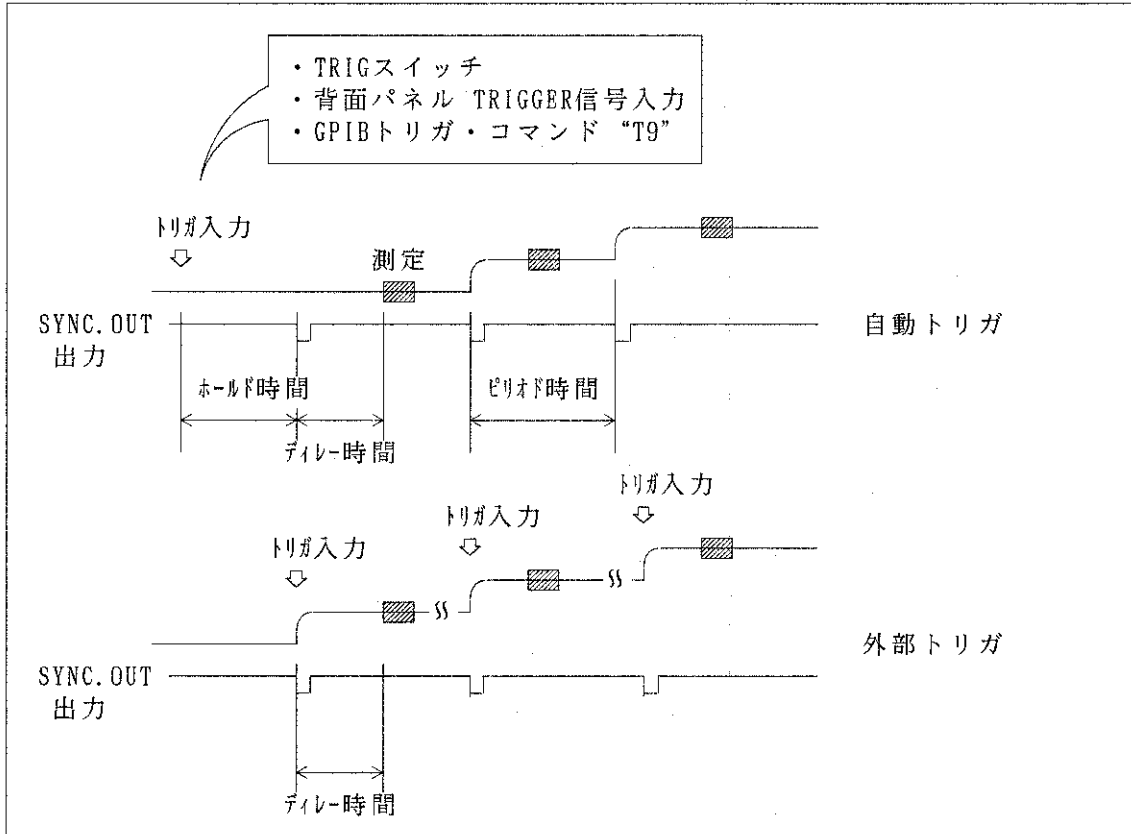 ・TRIGスイッチ
・背面パネル TRIGGER信号入力
・GPIBトリガ・コマンド “T9”
トリガ入力
測定
SYNC.OUT
出力
自動トリガ
ホールド時間
ピリオド時間
ディレー時間
トリガ入力
トリガ入力
トリガ入力
外部トリガ
SYNC.OUT
出力
ディレー時間